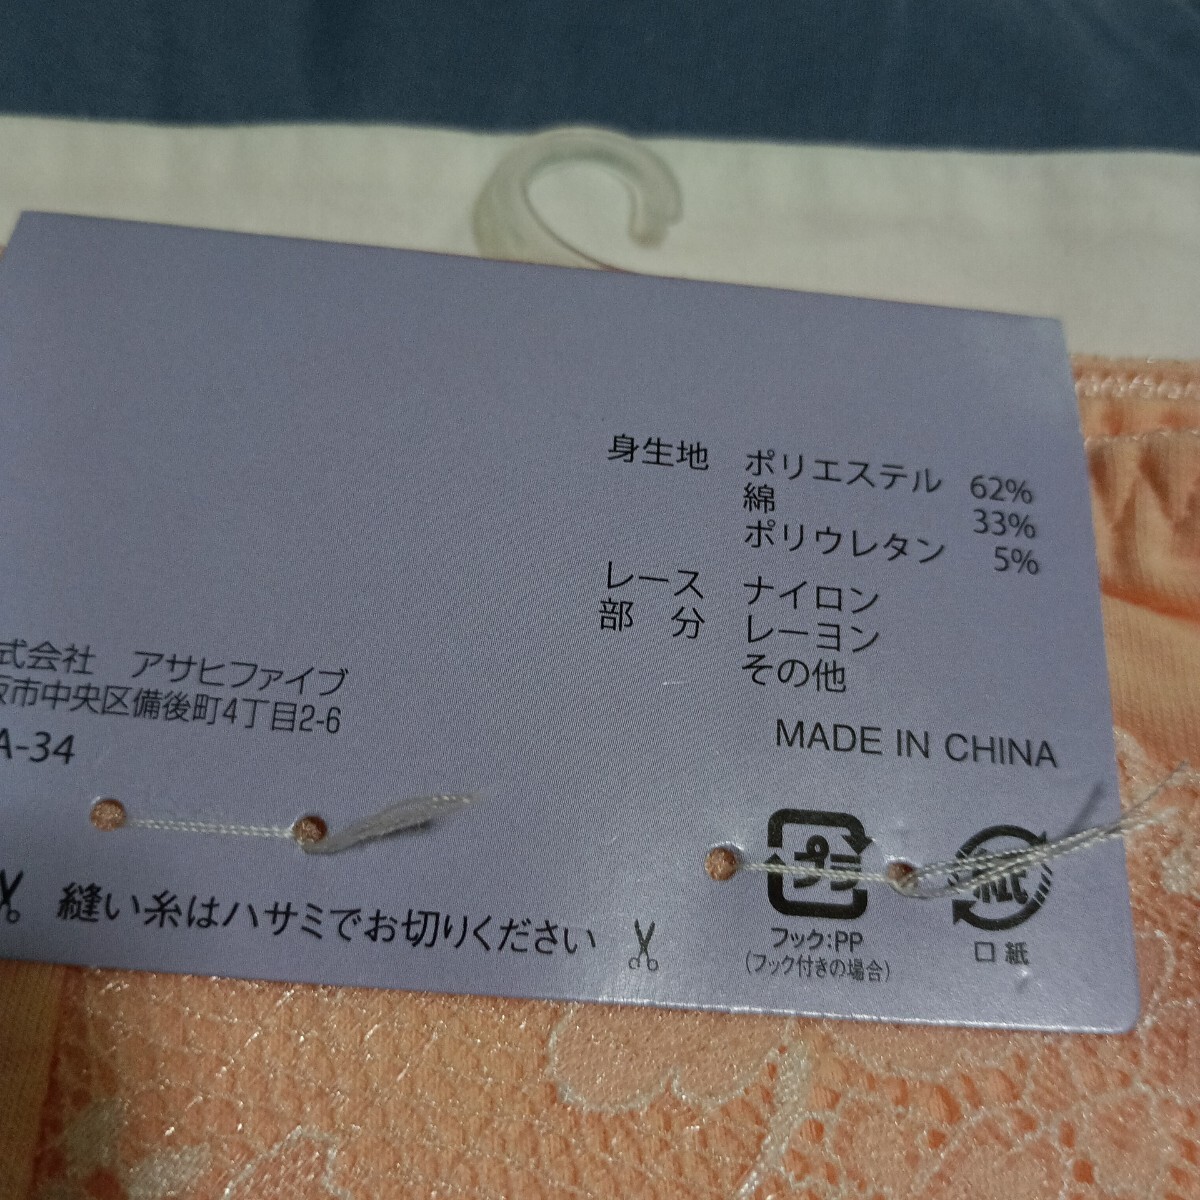 身生地 ポリエステル 62%
綿 33%
ポリウレタン 5%
レース ナイロン
部 分 レーヨン
その他
式会社 アサヒファイブ
阪市中央区備後町4丁目2-6
A-34
MADE IN CHINA
プラ
紙
フック:PP
(フック付きの場合)
口紙
縫い糸はハサミでお切りください